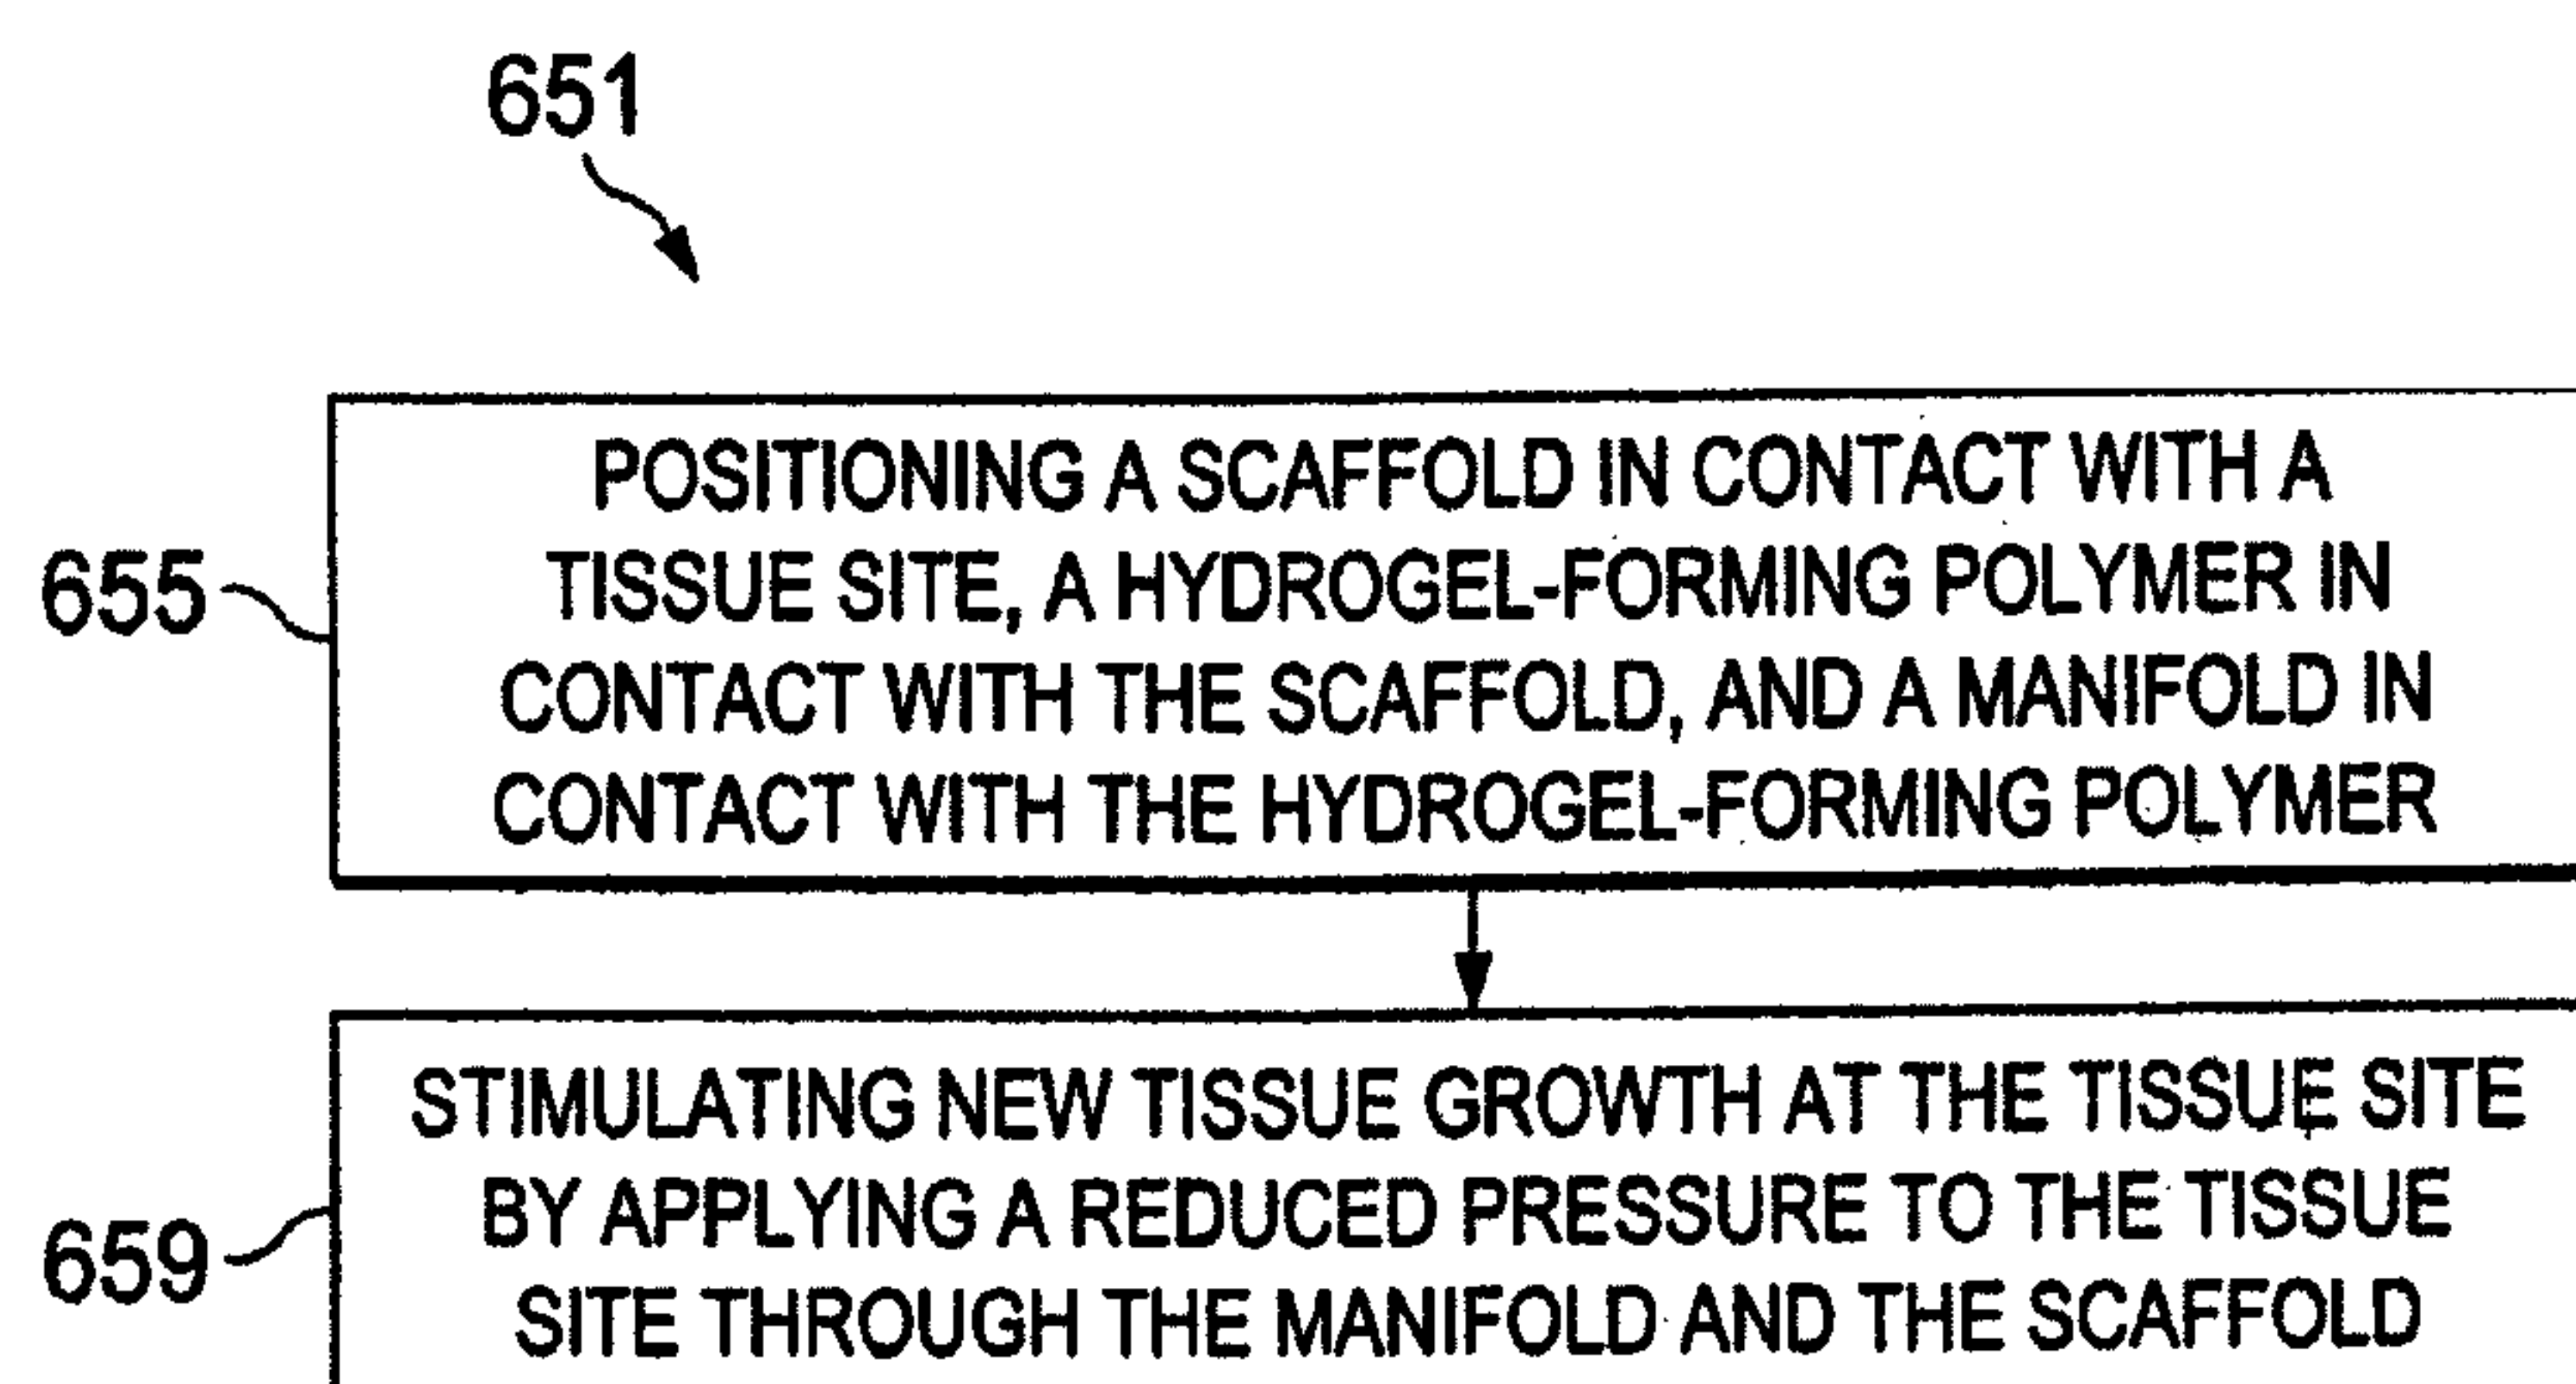 651
655
POSITIONING A SCAFFOLD IN CONTACT WITH A
TISSUE SITE, A HYDROGEL-FORMING POLYMER IN
CONTACT WITH THE SCAFFOLD, AND A MANIFOLD IN
CONTACT WITH THE HYDROGEL-FORMING POLYMER
659
STIMULATING NEW TISSUE GROWTH AT THE TISSUE SITE
BY APPLYING A REDUCED PRESSURE TO THE TISSUE
SITE THROUGH THE MANIFOLD AND THE SCAFFOLD